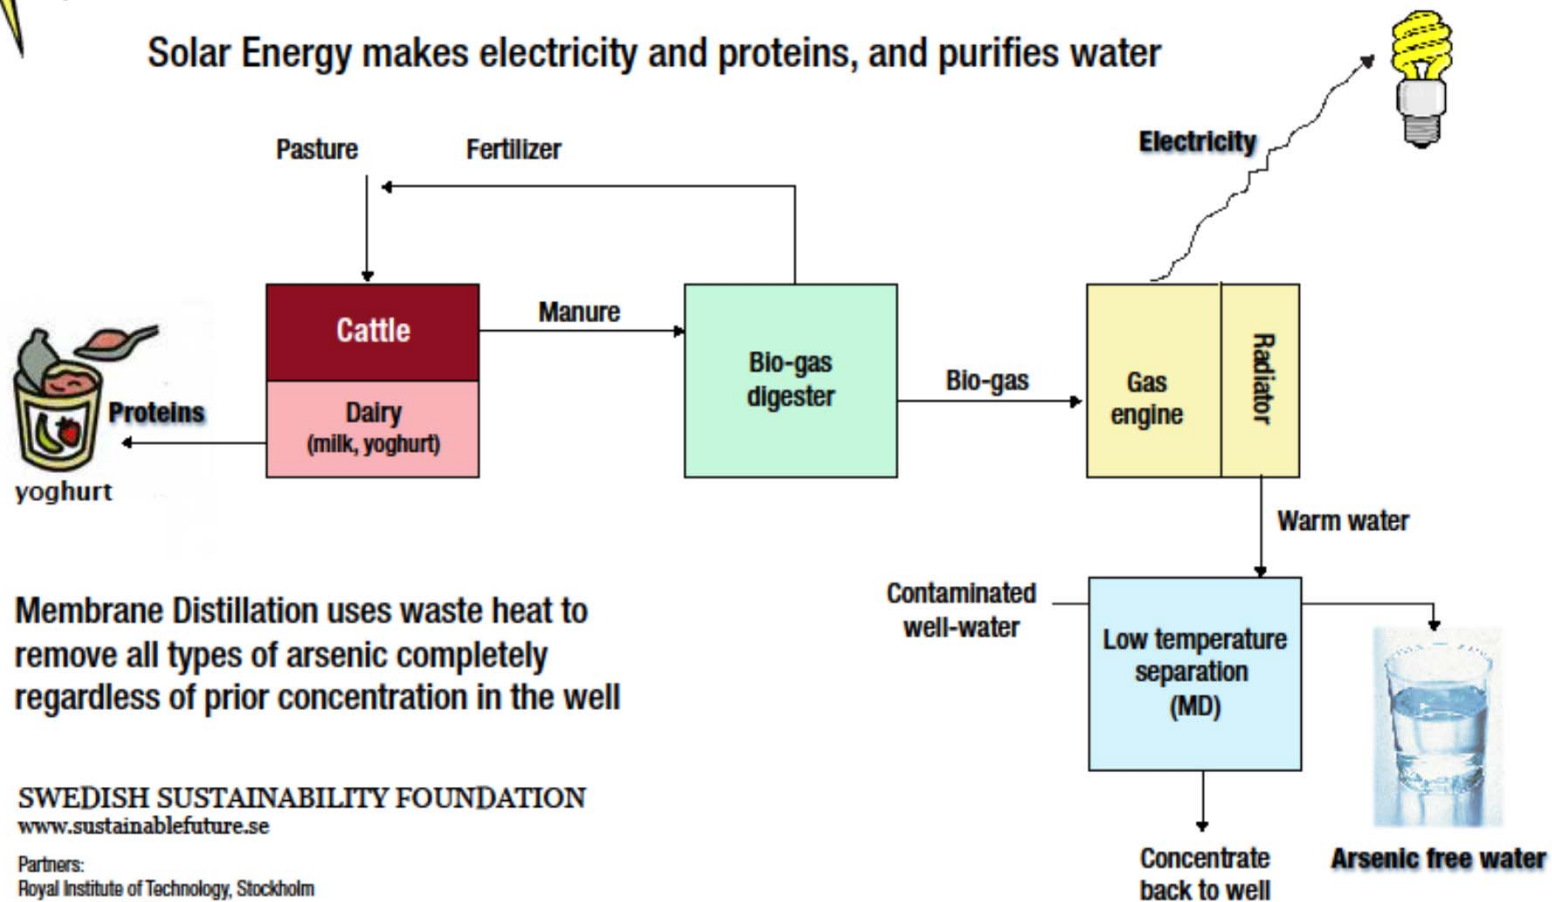 Solar Energy makes electricity and proteins, and purifies water
Electricity
Pasture
Fertilizer
Cattle
Manure
Bio-gas
digester
Bio-gas
Gas
engine
Radiator
Proteins
Dairy
(milk, yoghurt)
yoghurt
Warm water
Contaminated
well-water
Low temperature
separation
(MD)
Membrane Distillation uses waste heat to
remove all types of arsenic completely
regardless of prior concentration in the well
SWEDISH SUSTAINABILITY FOUNDATION
www.sustainablefuture.se
Partners:
Royal Institute of Technology, Stockholm
Concentrate
back to well
Arsenic free water